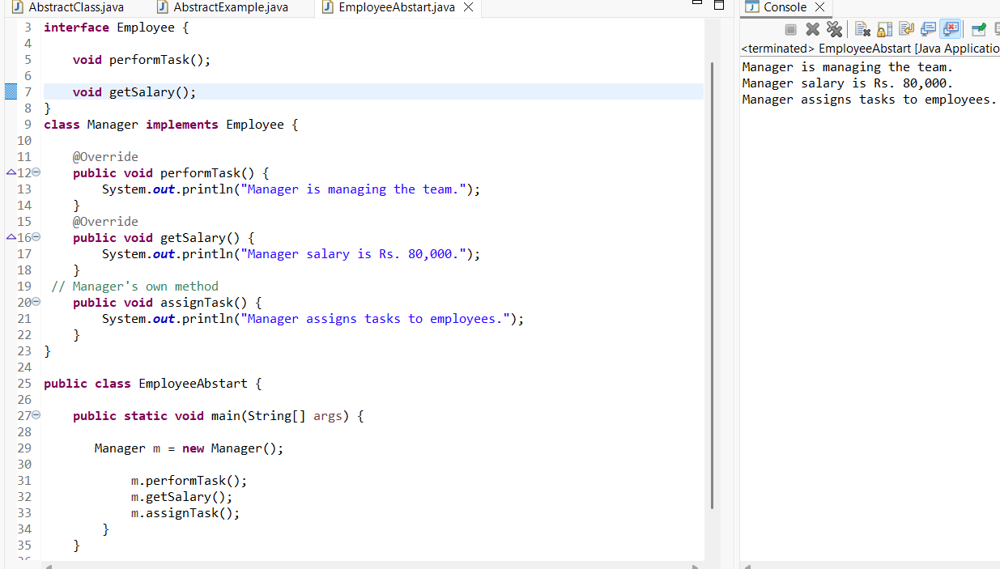 AbstractClass.java AbstractExample.java EmployeeAbstart.java
3 interface Employee {
4
5 void performTask();
6
7 void getSalary();
8 }
9 class Manager implements Employee {
10
11 @Override
12 public void performTask() {
13 System.out.println("Manager is managing the team.");
14 }
15 @Override
16 public void getSalary() {
17 System.out.println("Manager salary is Rs. 80,000.");
18 }
19 // Manager's own method
20 public void assignTask() {
21 System.out.println("Manager assigns tasks to employees.");
22 }
23 }
24
25 public class EmployeeAbstart {
26
27 public static void main(String[] args) {
28
29 Manager m = new Manager();
30
31 m.performTask();
32 m.getSalary();
33 m.assignTask();
34 }
35 }
Console
<terminated> EmployeeAbstart [Java Applicatio
Manager is managing the team.
Manager salary is Rs. 80,000.
Manager assigns tasks to employees.